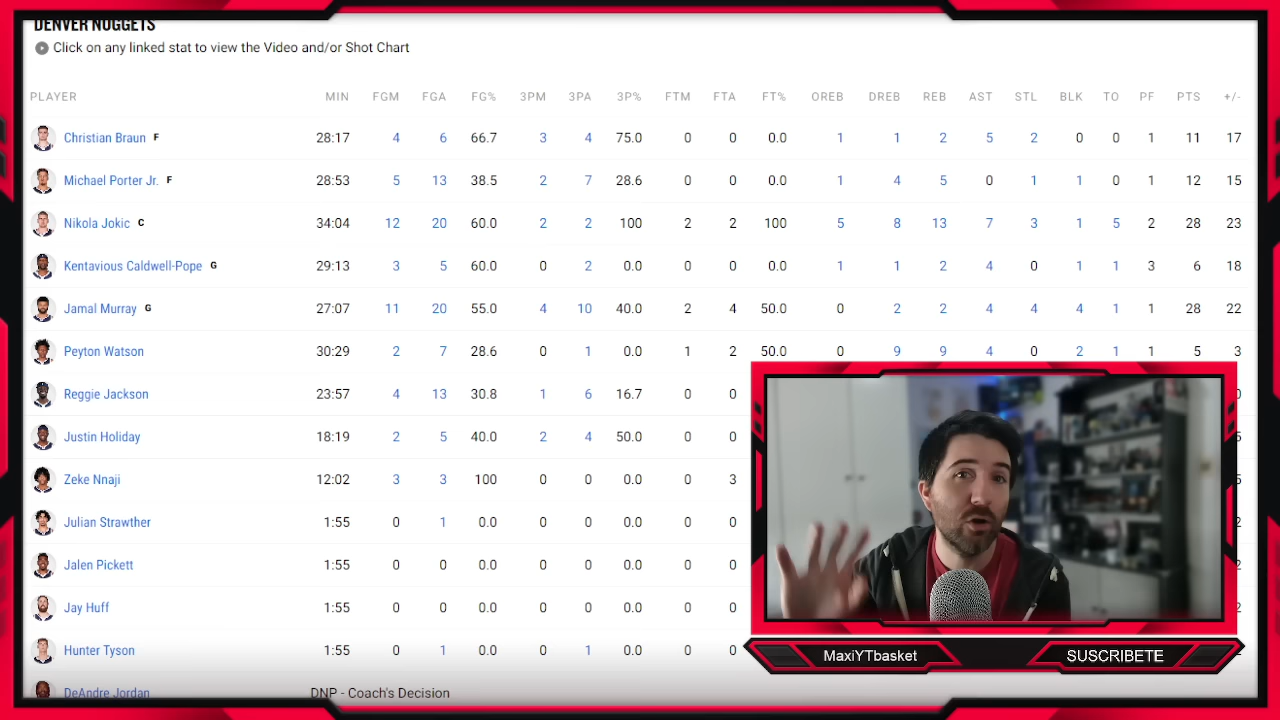 DENVER NUGGETS
Click on any linked stat to view the Video and/or Shot Chart
PLAYER MIN FGM FGA FG% 3PM 3PA 3P% FTM FTA FT% OREB DREB REB AST STL BLK TO PF PTS +/-
Christian Braun F 28:17 4 6 66.7 3 4 75.0 0 0 0.0 1 1 2 5 2 0 0 1 11 17
Michael Porter Jr. F 28:53 5 13 38.5 2 7 28.6 0 0 0.0 1 4 5 0 1 1 0 1 12 15
Nikola Jokic C 34:04 12 20 60.0 2 2 100 2 2 100 5 8 13 7 3 1 5 2 28 23
Kentavious Caldwell-Pope G 29:13 3 5 60.0 0 2 0.0 0 0 0.0 1 1 2 4 0 1 1 3 6 18
Jamal Murray G 27:07 11 20 55.0 4 10 40.0 2 4 50.0 0 2 2 4 4 4 1 1 28 22
Peyton Watson 30:29 2 7 28.6 0 1 0.0 1 2 50.0 0 9 9 4 0 2 1 1 5 3
Reggie Jackson 23:57 4 13 30.8 1 6 16.7 0 0
Justin Holiday 18:19 2 5 40.0 2 4 50.0 0 0
Zeke Nnaji 12:02 3 3 100 0 0 0.0 0 3
Julian Strawther 1:55 0 1 0.0 0 0 0.0 0 0
Jalen Pickett 1:55 0 0 0.0 0 0 0.0 0 0
Jay Huff 1:55 0 0 0.0 0 0 0.0 0 0
Hunter Tyson 1:55 0 1 0.0 0 1 0.0 0 0
DeAndre Jordan DNP - Coach's Decision
MaxiYTbasket SUSCRIBETE